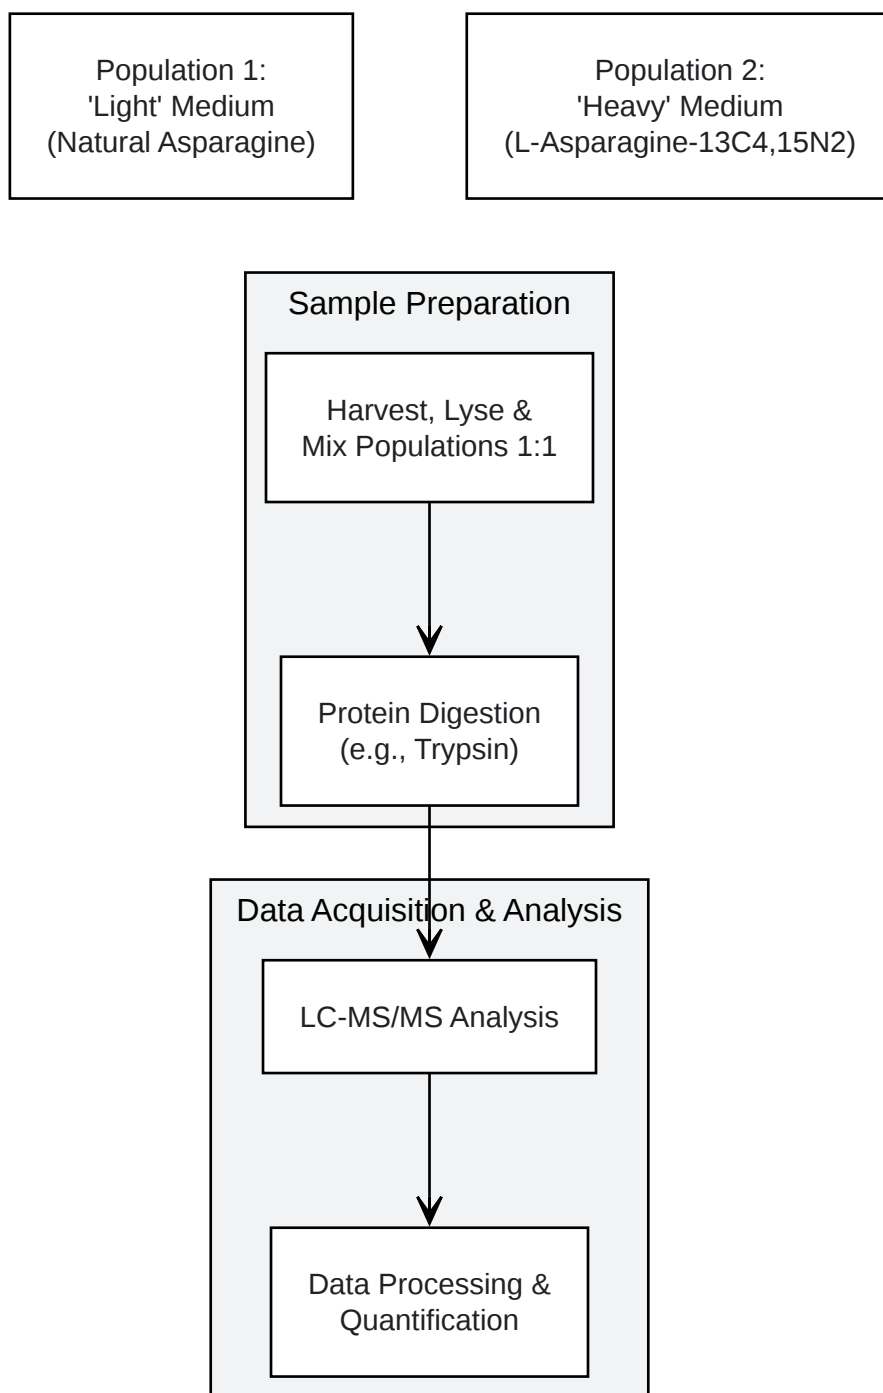 Population 1:
'Light' Medium
(Natural Asparagine)
Population 2:
'Heavy' Medium
(L-Asparagine-13C4,15N2)
Sample Preparation
Harvest, Lyse &
Mix Populations 1:1
Protein Digestion
(e.g., Trypsin)
Data Acquisition & Analysis
LC-MS/MS Analysis
Data Processing &
Quantification